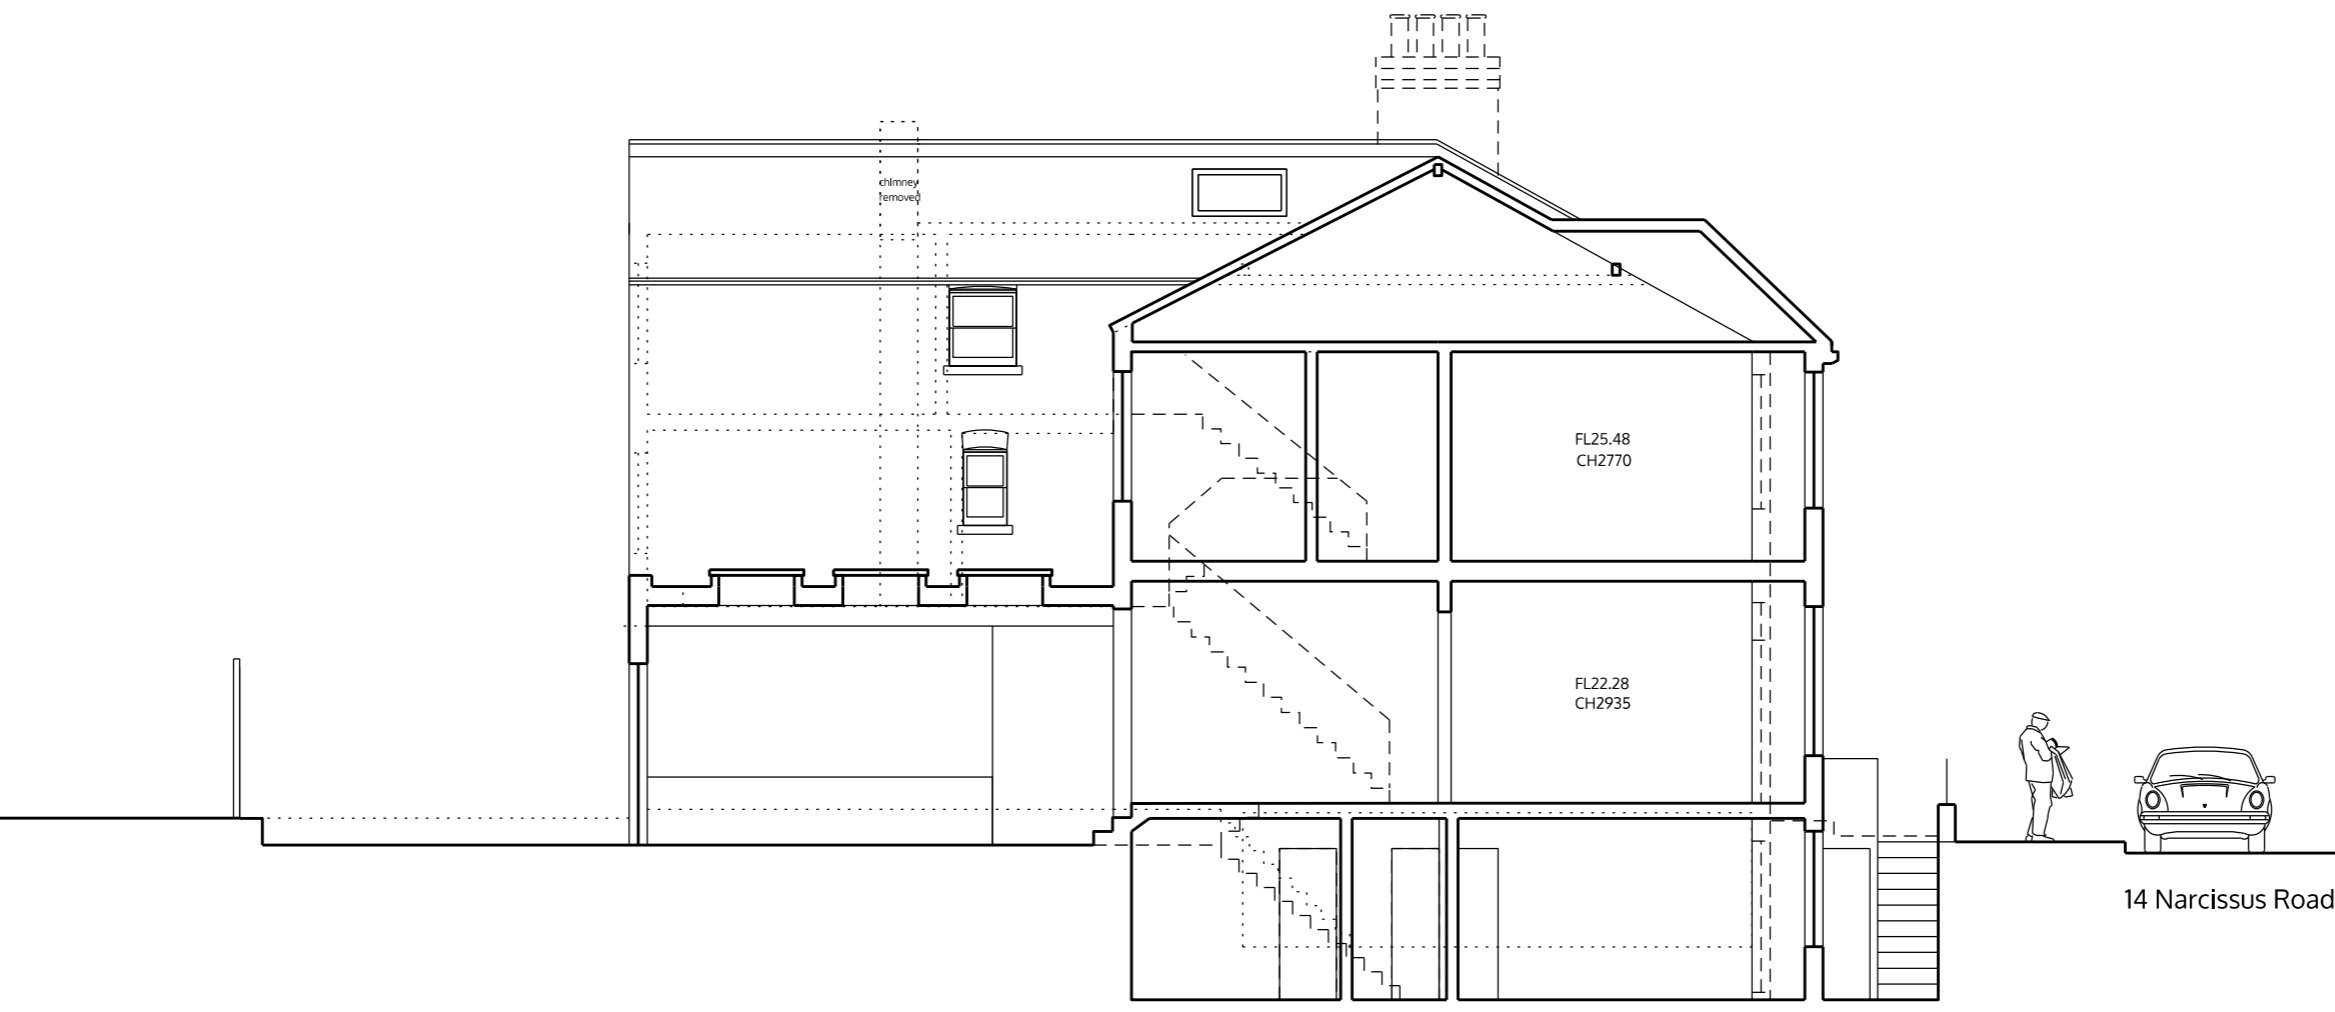 chimney
removed
FL25.48
CH2770
FL22.28
CH2935
14 Narcissus Road